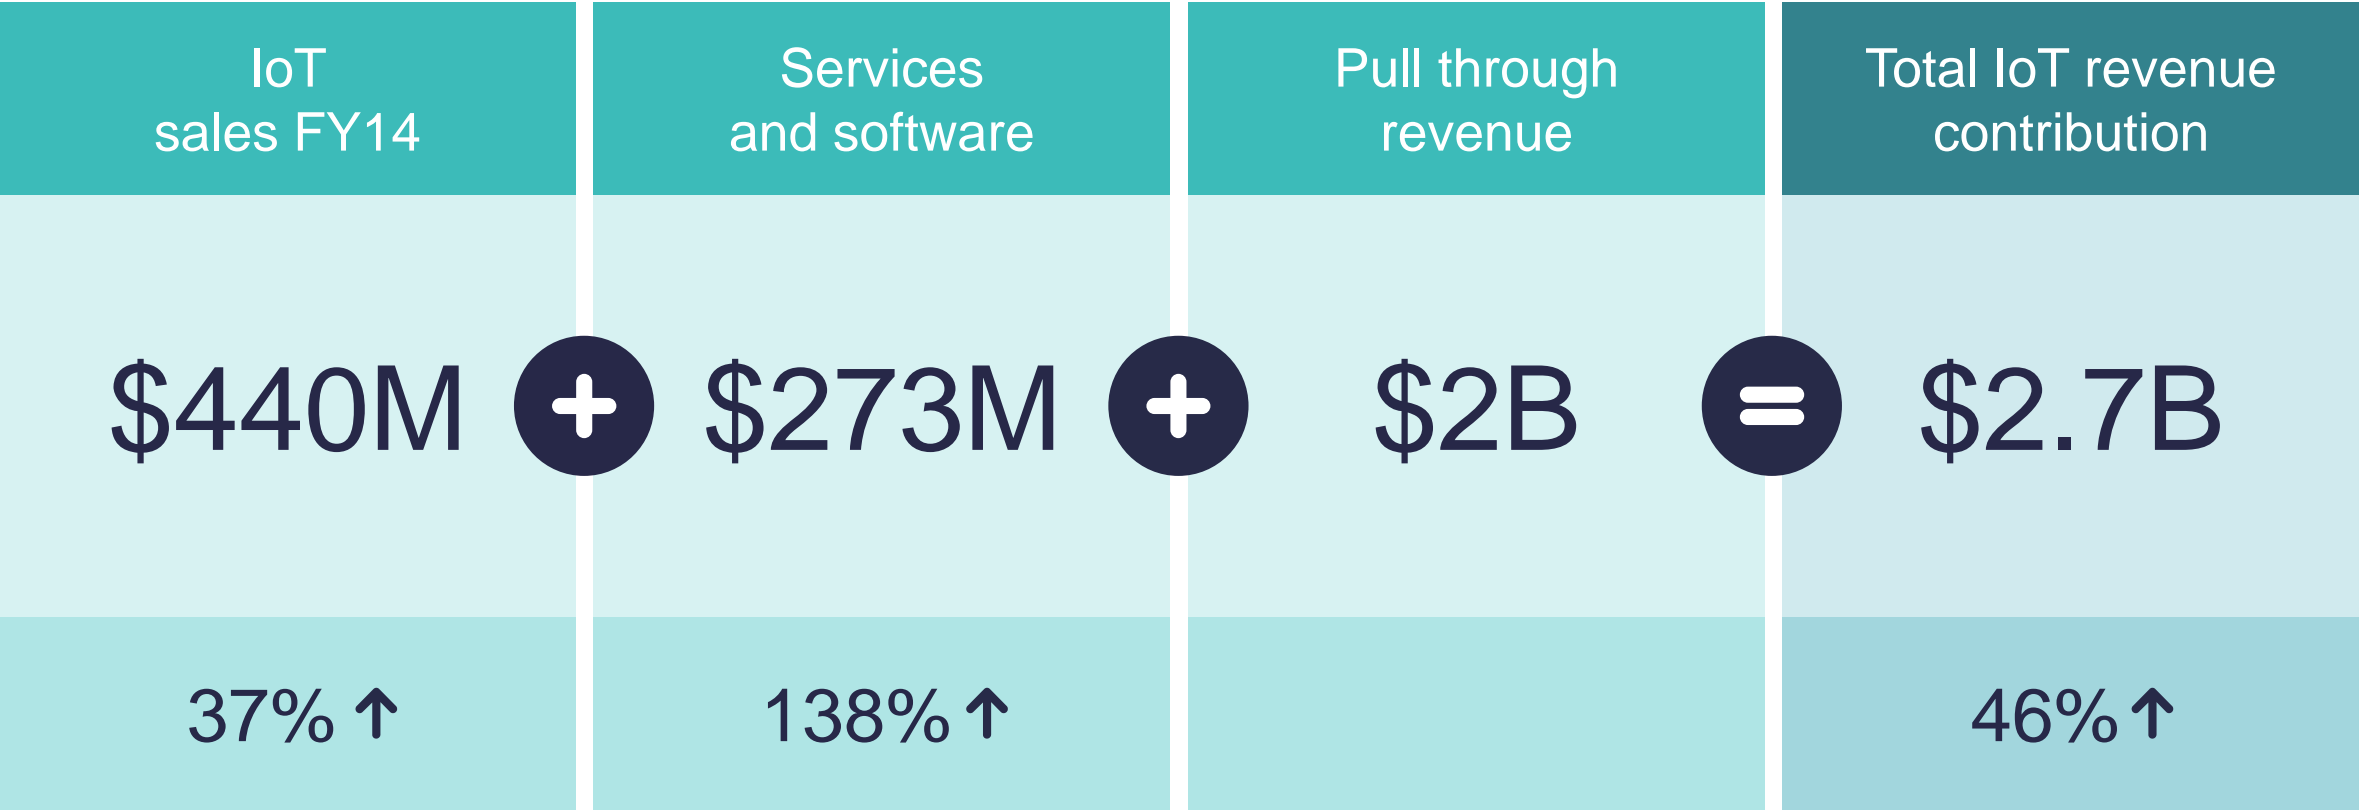 IoT
sales FY14
Services
and software
Pull through
revenue
Total IoT revenue
contribution
$440M + $273M + $2B = $2.7B
37% ↑
138% ↑
46% ↑